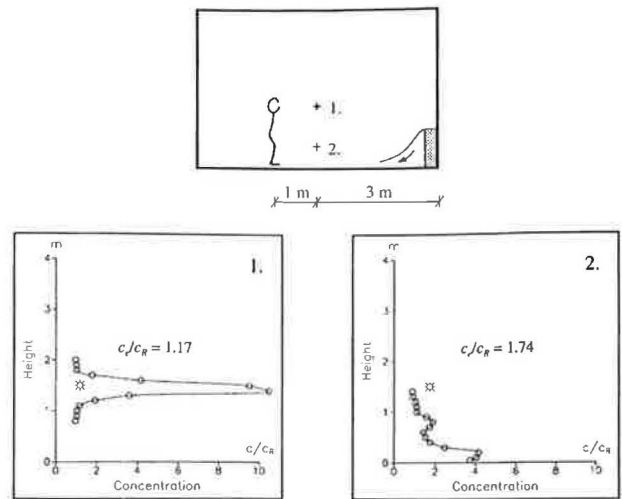 C + 1.
+ 2.
1 m 3 m
m
1.
4
3
cₑ/c_R = 1.17
Height
2
1
0
c/c_R
0 2 4 6 8 10
Concentration
m
2.
4
3
cₑ/c_R = 1.74
Height
2
1
0
c/c_R
0 2 4 6 8 10
Concentration